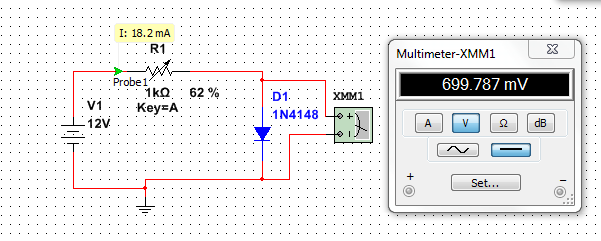 I: 18.2 mA
R1
Probe1
1kΩ
62 %
Key=A
V1
12V
D1
1N4148
XMM1
+
Multimeter-XMM1
699.787 mV
A V Ω dB
+ −
Set...